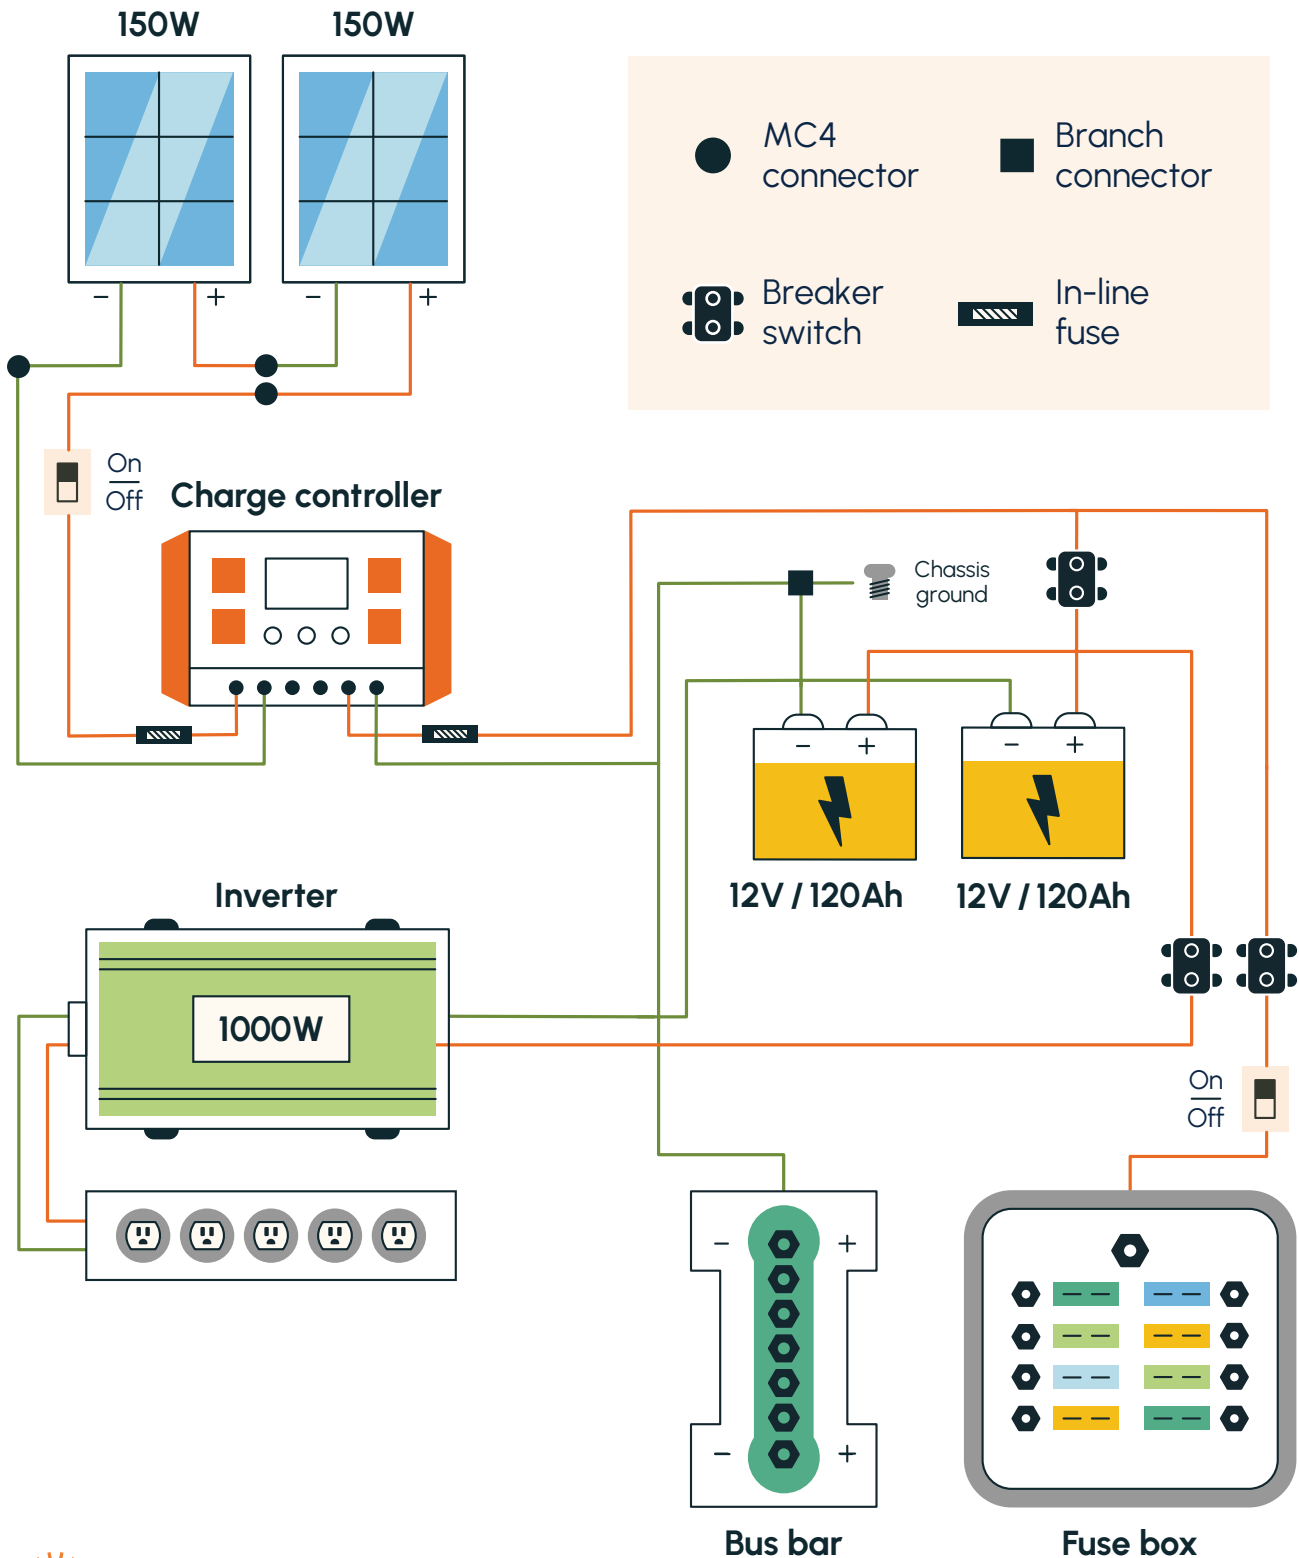 150W
150W
MC4
connector
Branch
connector
Breaker
switch
In-line
fuse
− +
− +
On
Off
Charge controller
Chassis
ground
− +
− +
12V / 120Ah
12V / 120Ah
Inverter
1000W
On
Off
− +
− +
Bus bar
Fuse box